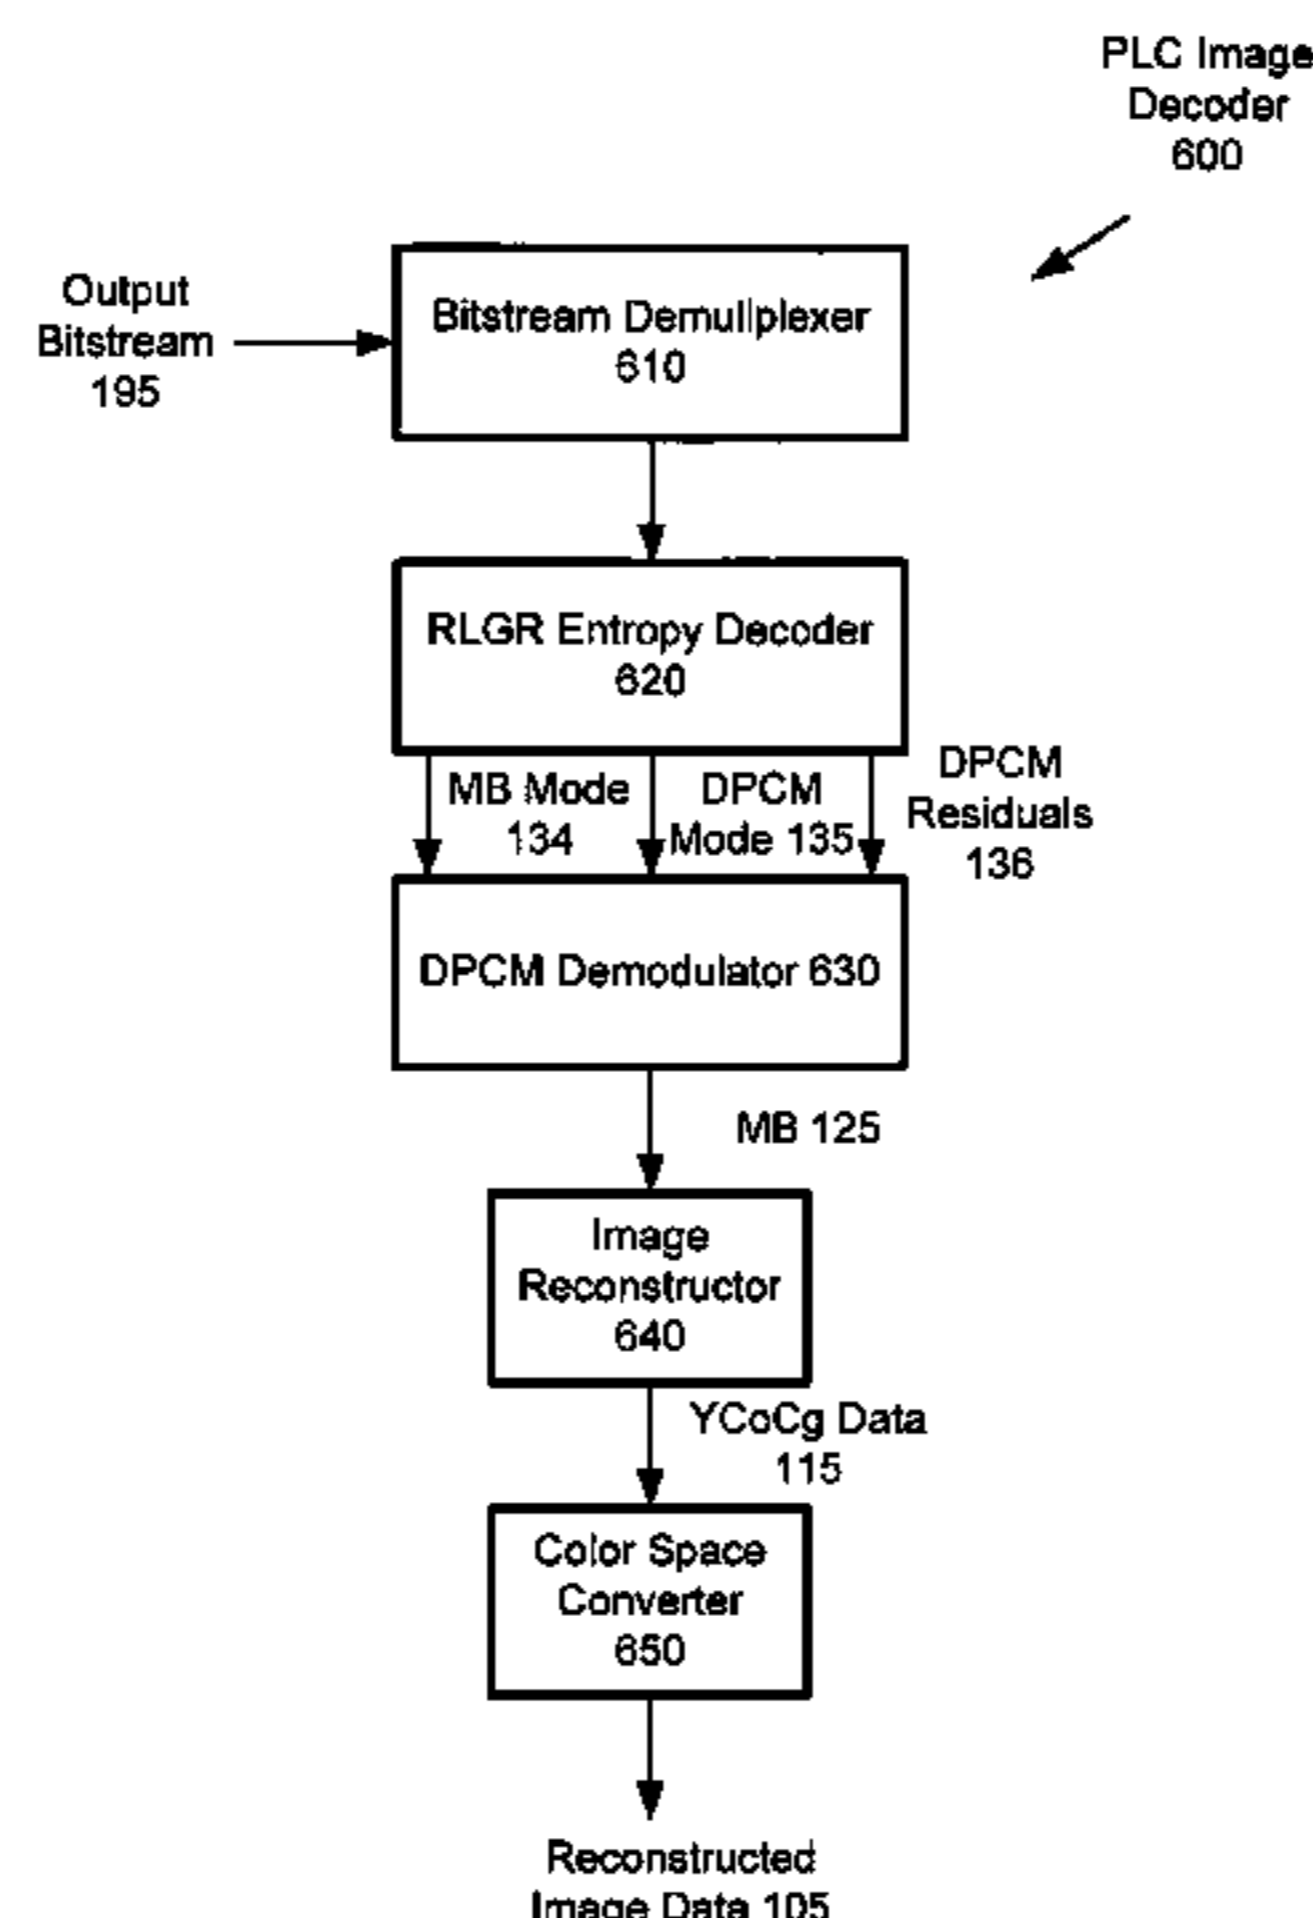 PLC Image
Decoder
600
Output
Bitstream
195
Bitstream Demullplexer
610
RLGR Entropy Decoder
620
MB Mode
134
DPCM
Mode 135
DPCM
Residuals
136
DPCM Demodulator 630
MB 125
Image
Reconstructor
640
YCoCg Data
115
Color Space
Converter
650
Reconstructed
Image Data 105